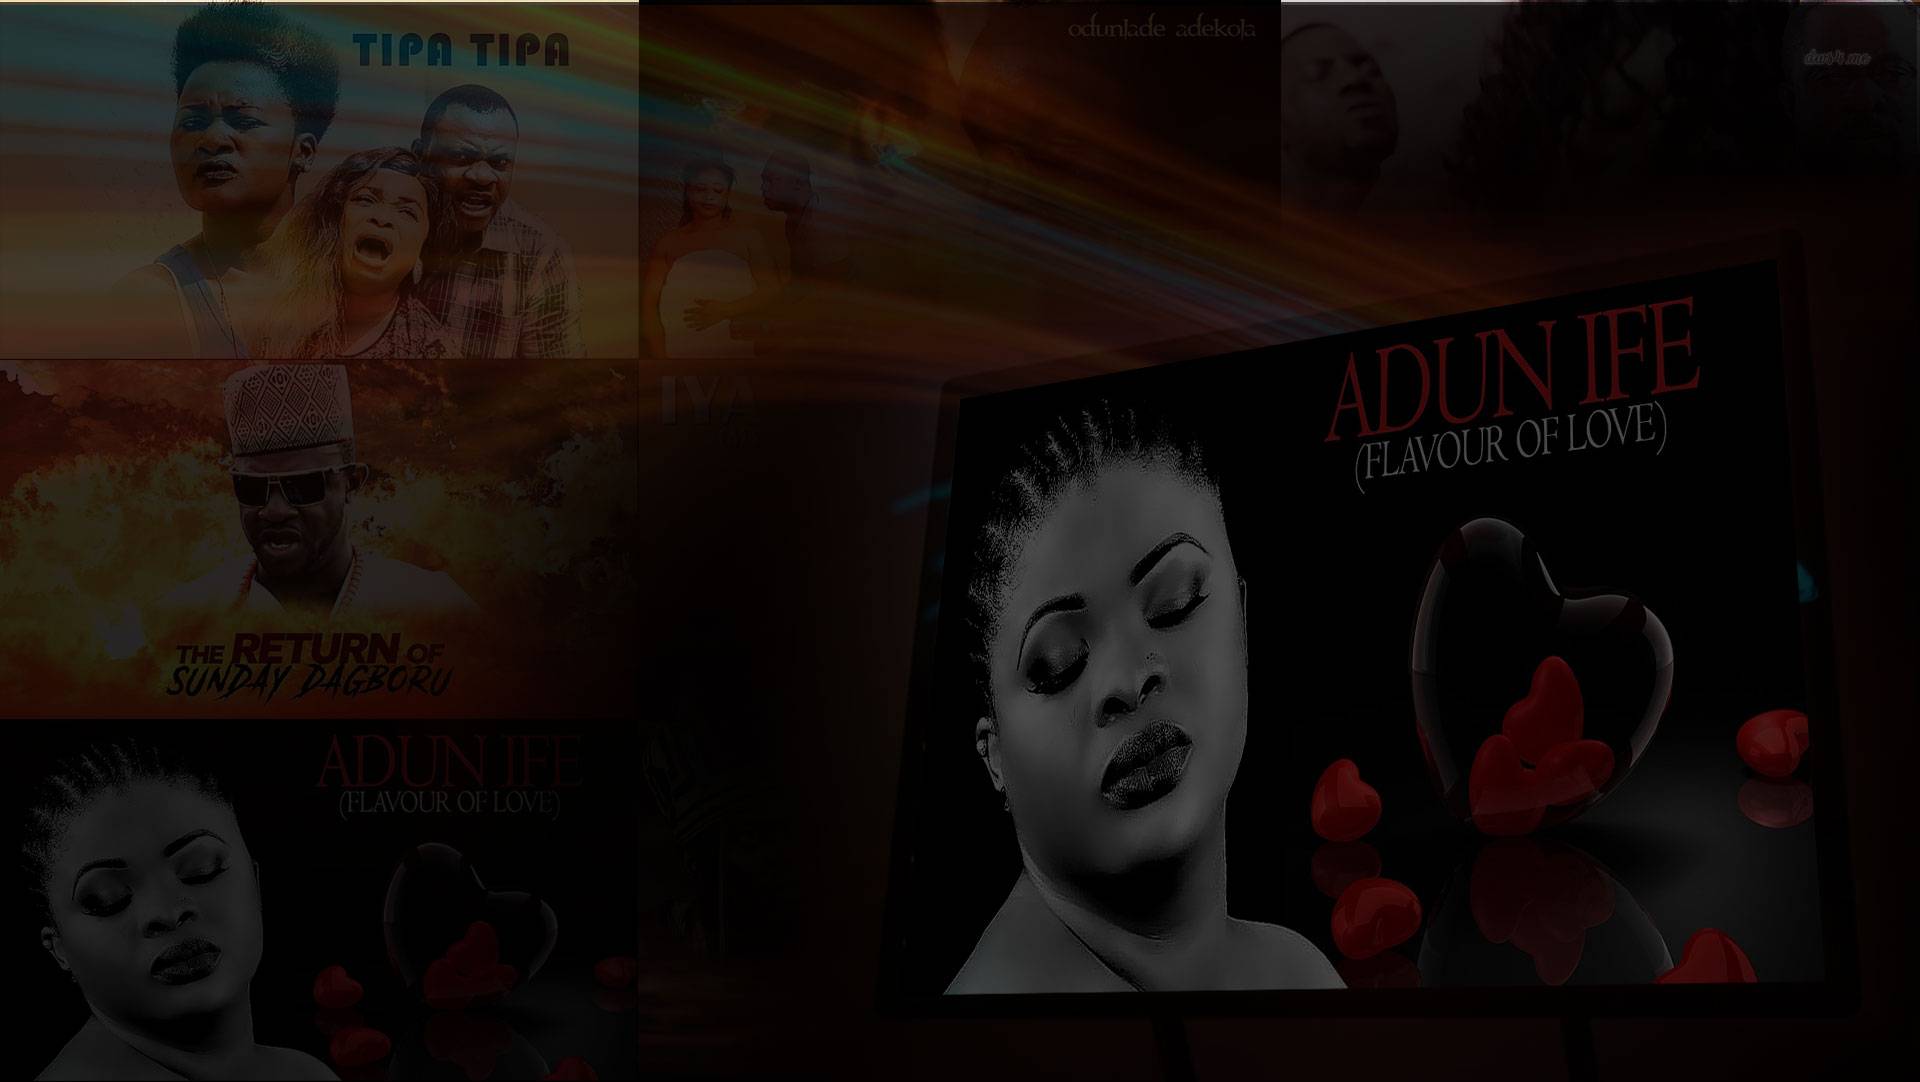 TIPA TIPA
odunlade adekola
ADUN IFE
(FLAVOUR OF LOVE)
IYA
THE RETURN OF
SUNDAY DAGBORU
ADUN IFE
(FLAVOUR OF LOVE)